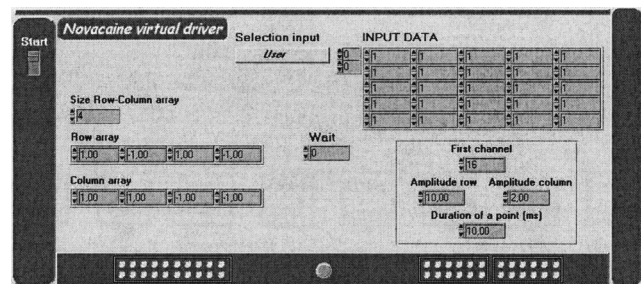 Novacaine virtual driver
Start
Selection input
User
0
0
INPUT DATA
1 1 1 1 1
1 1 1 1 1
1 1 1 1 1
1 1 1 1 1
1 1 1 1 1
Size Row-Column array
4
Row array
1,00 -1,00 1,00 -1,00
Wait
0
Column array
1,00 1,00 -1,00 -1,00
First channel
16
Amplitude row Amplitude column
10,00 2,00
Duration of a point (ms)
10,00